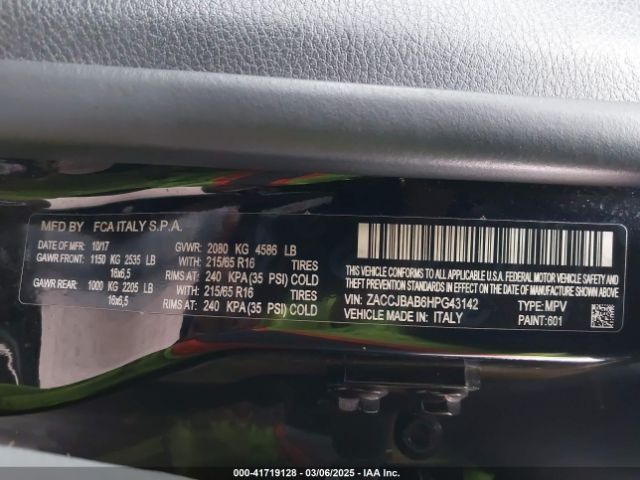 MFD BY FCA ITALY S.P.A.
DATE OF MFR: 10/17 GVWR: 2080 KG 4586 LB
GAWR FRONT: 1150 KG 2535 LB WITH: 215/65 R16 TIRES
16x6,5 RIMS AT: 240 KPA (35 PSI) COLD
GAWR REAR: 1000 KG 2205 LB WITH: 215/65 R16 TIRES
16x6,5 RIMS AT: 240 KPA (35 PSI) COLD
THIS VEHICLE CONFORMS TO ALL APPLICABLE FEDERAL MOTOR VEHICLE SAFETY
AND THEFT PREVENTION STANDARDS IN EFFECT ON THE DATE OF MANUFACTURE SHOWN ABOVE
VIN: ZACCJBAB6HPG43142 TYPE: MPV
VEHICLE MADE IN: ITALY PAINT: 601
000-41719128 - 03/06/2025 - IAA Inc.